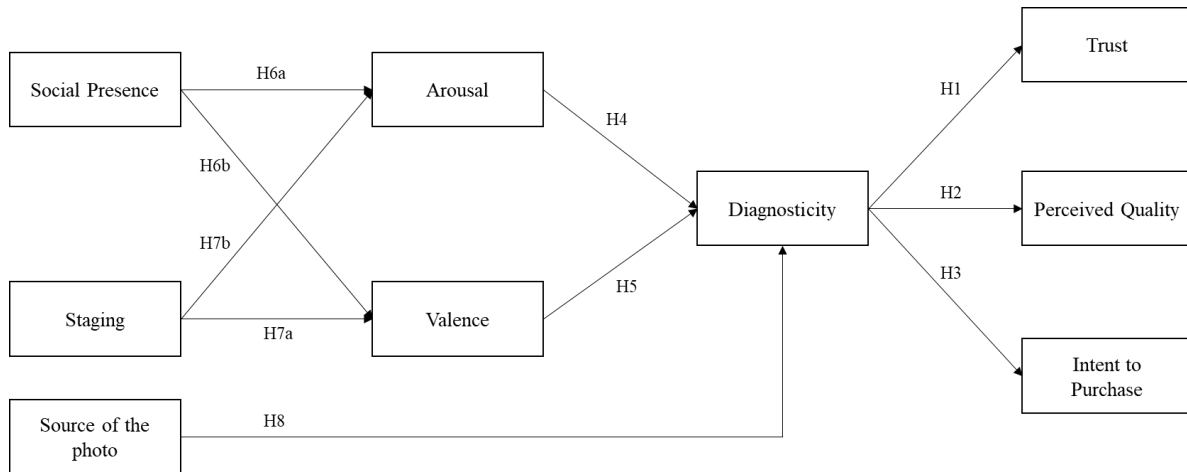 Trust
Social Presence
H6a
Arousal
H1
H4
H6b
Diagnosticity
H2
Perceived Quality
H7b
H3
H5
Staging
H7a
Valence
Intent to
Purchase
Source of the
photo
H8